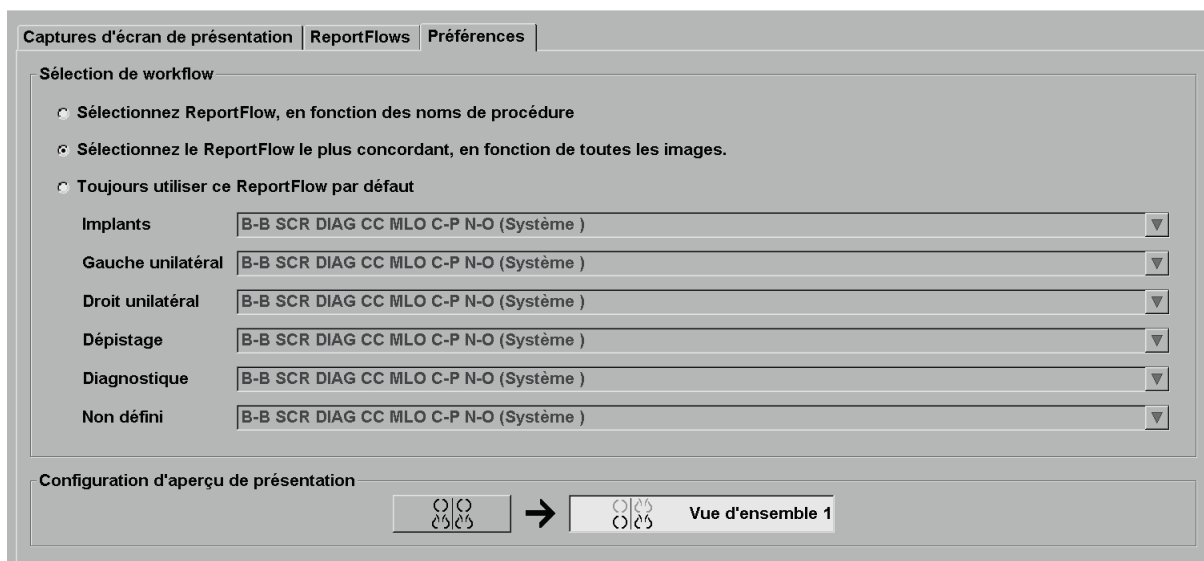 Captures d'écran de présentation ReportFlows Préférences
Sélection de workflow
Sélectionnez ReportFlow, en fonction des noms de procédure
Sélectionnez le ReportFlow le plus concordant, en fonction de toutes les images.
Toujours utiliser ce ReportFlow par défaut
Implants B-B SCR DIAG CC MLO C-P N-O (Système )
Gauche unilatéral B-B SCR DIAG CC MLO C-P N-O (Système )
Droit unilatéral B-B SCR DIAG CC MLO C-P N-O (Système )
Dépistage B-B SCR DIAG CC MLO C-P N-O (Système )
Diagnostique B-B SCR DIAG CC MLO C-P N-O (Système )
Non défini B-B SCR DIAG CC MLO C-P N-O (Système )
Configuration d'aperçu de présentation
Vue d'ensemble 1